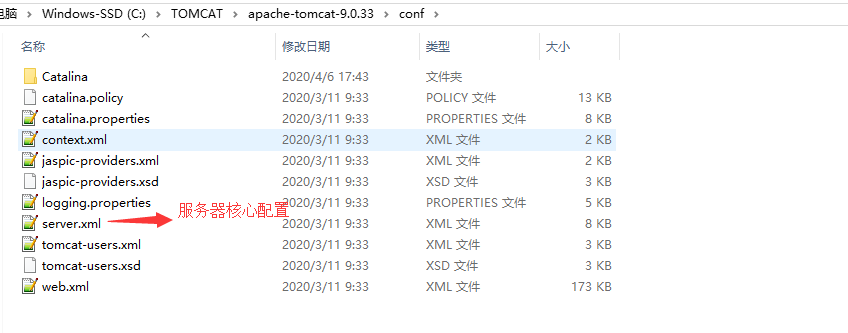 电脑 > Windows-SSD (C:) > TOMCAT > apache-tomcat-9.0.33 > conf >
名称 修改日期 类型 大小
Catalina 2020/4/6 17:43 文件夹
catalina.policy 2020/3/11 9:33 POLICY 文件 13 KB
catalina.properties 2020/3/11 9:33 PROPERTIES 文件 8 KB
context.xml 2020/3/11 9:33 XML 文件 2 KB
jaspic-providers.xml 2020/3/11 9:33 XML 文件 2 KB
jaspic-providers.xsd 2020/3/11 9:33 XSD 文件 3 KB
logging.properties 2020/3/11 9:33 PROPERTIES 文件 5 KB
服务器核心配置
server.xml 2020/3/11 9:33 XML 文件 8 KB
tomcat-users.xml 2020/3/11 9:33 XML 文件 3 KB
tomcat-users.xsd 2020/3/11 9:33 XSD 文件 3 KB
web.xml 2020/3/11 9:33 XML 文件 173 KB